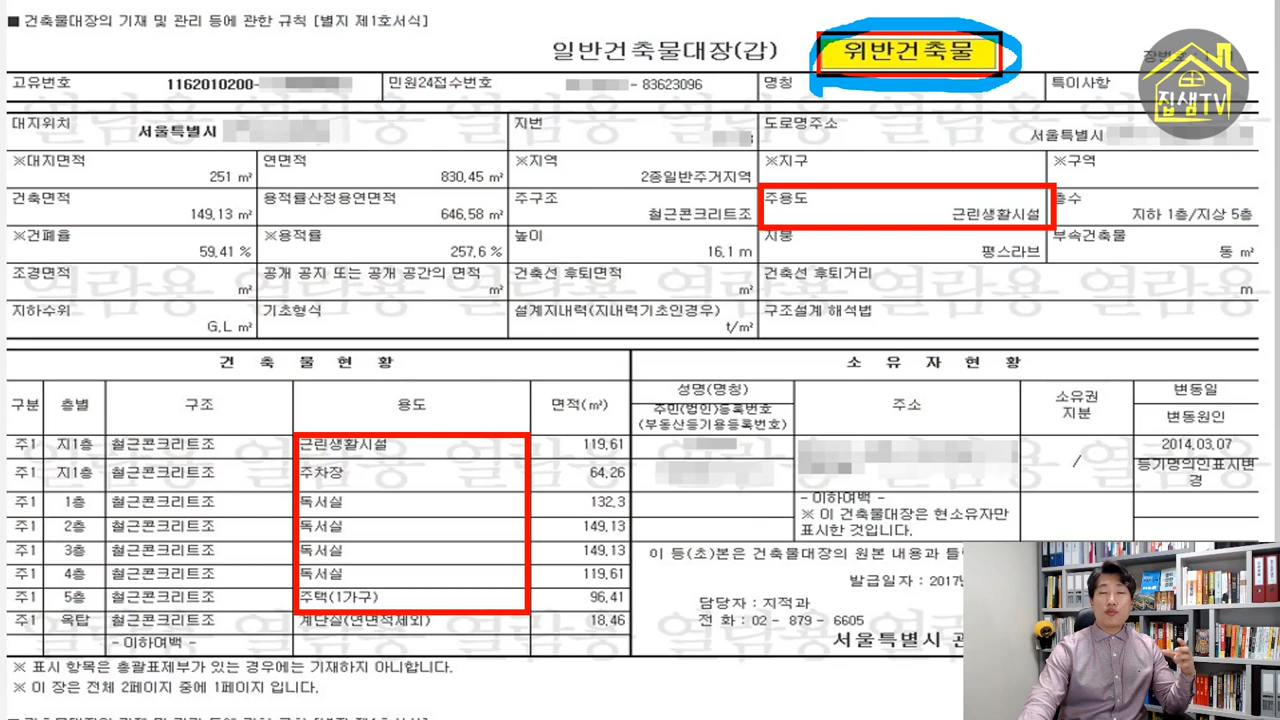 ■ 건축물대장의 기재 및 관리 등에 관한 규칙 [별지 제1호서식]
일반건축물대장(갑) 위반건축물
집샘TV
고유번호 1162010200- 민원24접수번호 - 83623096 명칭 특이사항
대지위치 서울특별시 지번 도로명주소 서울특별시
※대지면적 251 ㎡ 연면적 830.45 ㎡ ※지역 2종일반주거지역 ※지구 ※구역
건축면적 149.13 ㎡ 용적률산정용연면적 646.58 ㎡ 주구조 철근콘크리트조 주용도 근린생활시설 층수 지하 1층/지상 5층
※건폐율 59.41 % ※용적률 257.6 % 높이 16.1 m 지붕 평스라브 부속건축물 동 ㎡
조경면적 ㎡ 공개 공지 또는 공개 공간의 면적 ㎡ 건축선 후퇴면적 ㎡ 건축선 후퇴거리 m
지하수위 G.L ㎡ 기초형식 설계지내력(지내력기초인경우) t/㎡ 구조설계 해석법
열람용 열람용 열람용 열람용
건 축 물 현 황 소 유 자 현 황
구분 층별 구조 용도 면적(㎡) 성명(명칭) 주민(법인)등록번호 (부동산등기용등록번호) 주소 소유권 지분 변동일 변동원인
주1 지1층 철근콘크리트조 근린생활시설 119.61 / 2014.03.07
주1 지1층 철근콘크리트조 주차장 64.26 등기명의인표시변경
주1 1층 철근콘크리트조 독서실 132.3 - 이하여백 -
주1 2층 철근콘크리트조 독서실 149.13 ※ 이 건축물대장은 현소유자만 표시한 것입니다.
주1 3층 철근콘크리트조 독서실 149.13 이 등(초)본은 건축물대장의 원본 내용과
주1 4층 철근콘크리트조 독서실 119.61 발급일자 : 2017
주1 5층 철근콘크리트조 주택(1가구) 96.41 담당자 : 지적과
주1 옥탑 철근콘크리트조 계단실(연면적제외) 18.46 전 화 : 02 - 879 - 6605
- 이하여백 - 서울특별시
※ 표시 항목은 총괄표제부가 있는 경우에는 기재하지 아니합니다.
※ 이 장은 전체 2페이지 중에 1페이지 입니다.